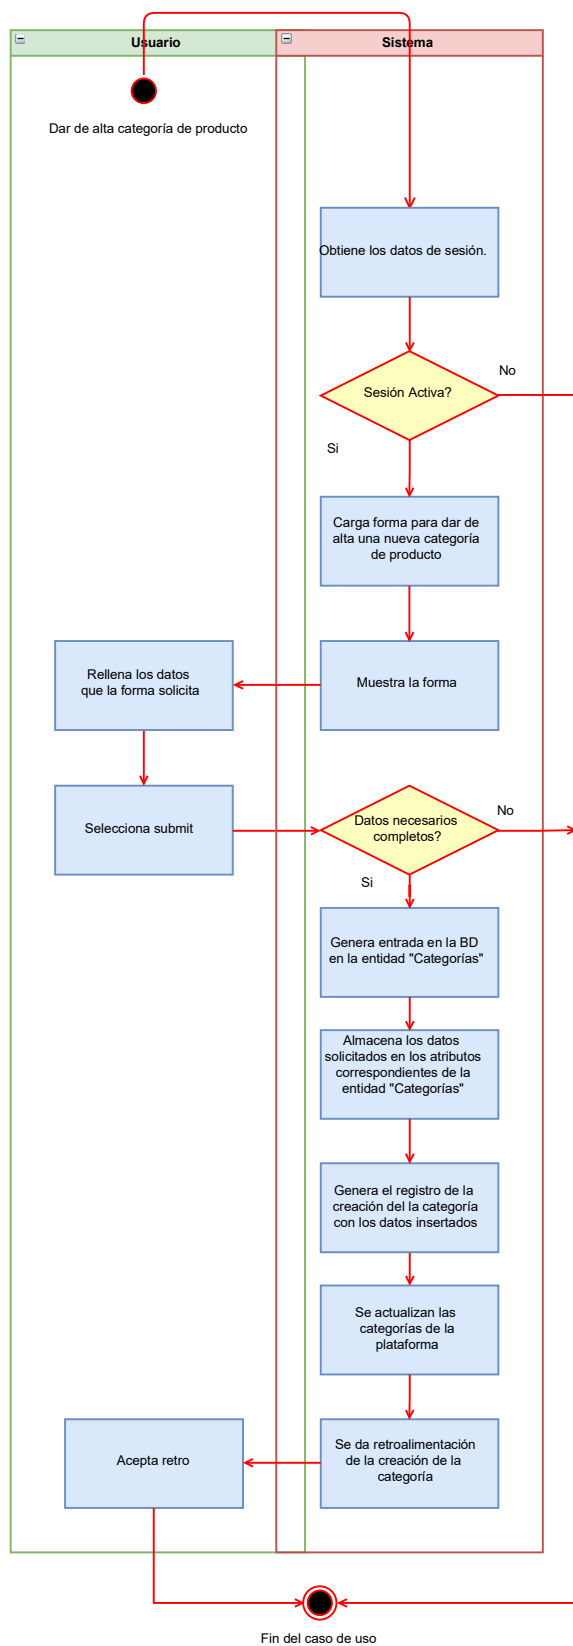 Usuario
Sistema
Dar de alta categoría de producto
Obtiene los datos de sesión.
No
Sesión Activa?
Si
Carga forma para dar de
alta una nueva categoría
de producto
Rellena los datos
que la forma solicita
Muestra la forma
Selecciona submit
Datos necesarios
completos?
No
Si
Genera entrada en la BD
en la entidad "Categorías"
Almacena los datos
solicitados en los atributos
correspondientes de la
entidad "Categorías"
Genera el registro de la
creación del la categoría
con los datos insertados
Se actualizan las
categorías de la
plataforma
Acepta retro
Se da retroalimentación
de la creación de la
categoría
Fin del caso de uso